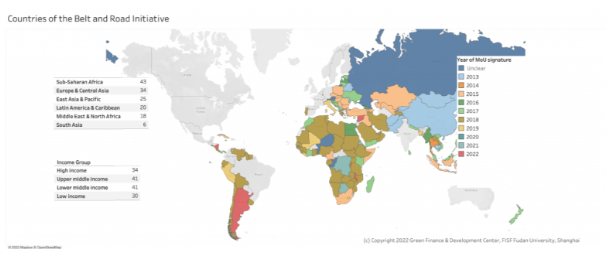 Countries of the Belt and Road Initiative
Sub-Saharan Africa 43
Europe & Central Asia 34
East Asia & Pacific 25
Latin America & Caribbean 20
Middle East & North Africa 18
South Asia 6
Income Group
High income 34
Upper middle income 41
Lower middle income 41
Low income 30
Year of MoU signature
Unclear
2013
2014
2015
2016
2017
2018
2019
2020
2021
2022
(c) Copyright 2022 Green Finance & Development Center, FISF Fudan University, Shanghai
© 2022 Mapbox © OpenStreetMap